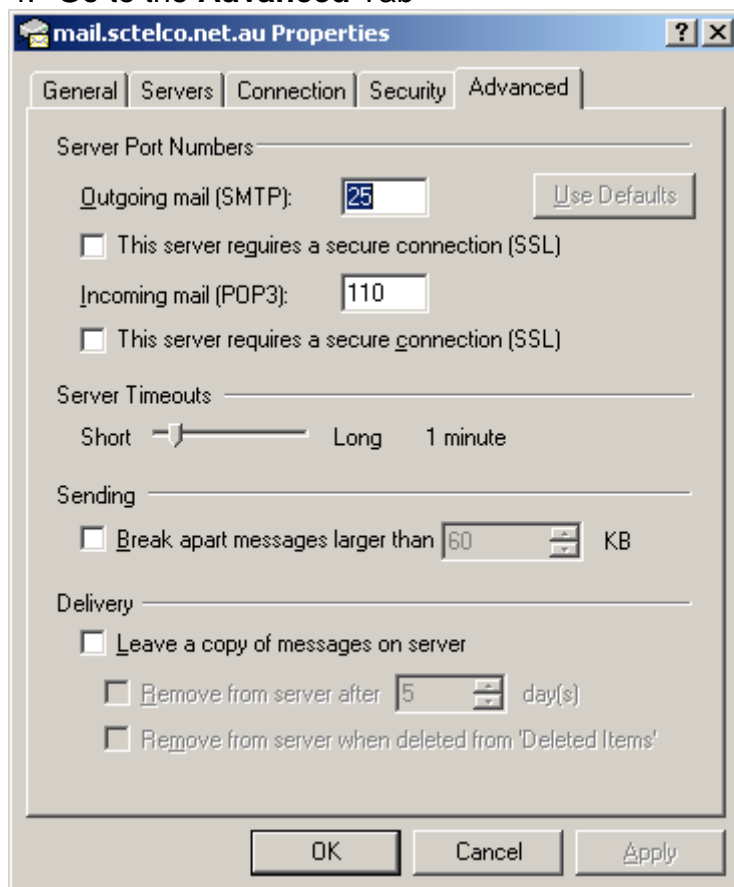 4. Go to the Advanced Tab
mail.sctelco.net.au Properties
General Servers Connection Security Advanced
Server Port Numbers
Outgoing mail (SMTP): 25 Use Defaults
This server requires a secure connection (SSL)
Incoming mail (POP3): 110
This server requires a secure connection (SSL)
Server Timeouts
Short Long 1 minute
Sending
Break apart messages larger than 60 KB
Delivery
Leave a copy of messages on server
Remove from server after 5 day(s)
Remove from server when deleted from 'Deleted Items'
OK Cancel Apply